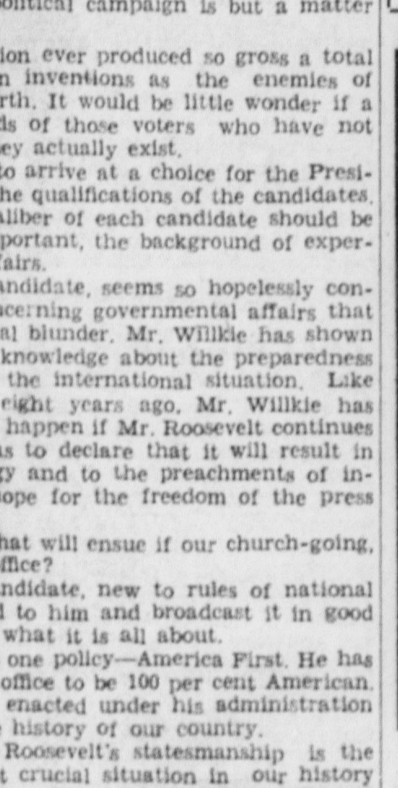 political campaign is but a matter
ion ever produced so gross a total
n inventions as the enemies of
rth. It would be little wonder if a
ds of those voters who have not
ey actually exist.
to arrive at a choice for the Presi-
he qualifications of the candidates.
aliber of each candidate should be
portant, the background of exper-
fairs.
andidate, seems so hopelessly con-
ncerning governmental affairs that
al blunder. Mr. Willkie has shown
knowledge about the preparedness
the international situation. Like
eight years ago, Mr. Willkie has
happen if Mr. Roosevelt continues
as to declare that it will result in
gy and to the preachments of in-
ope for the freedom of the press
hat will ensue if our church-going,
ffice?
ndidate, new to rules of national
d to him and broadcast it in good
what it is all about.
one policy—America First. He has
office to be 100 per cent American.
enacted under his administration
history of our country.
Roosevelt's statesmanship is the
t crucial situation in our history